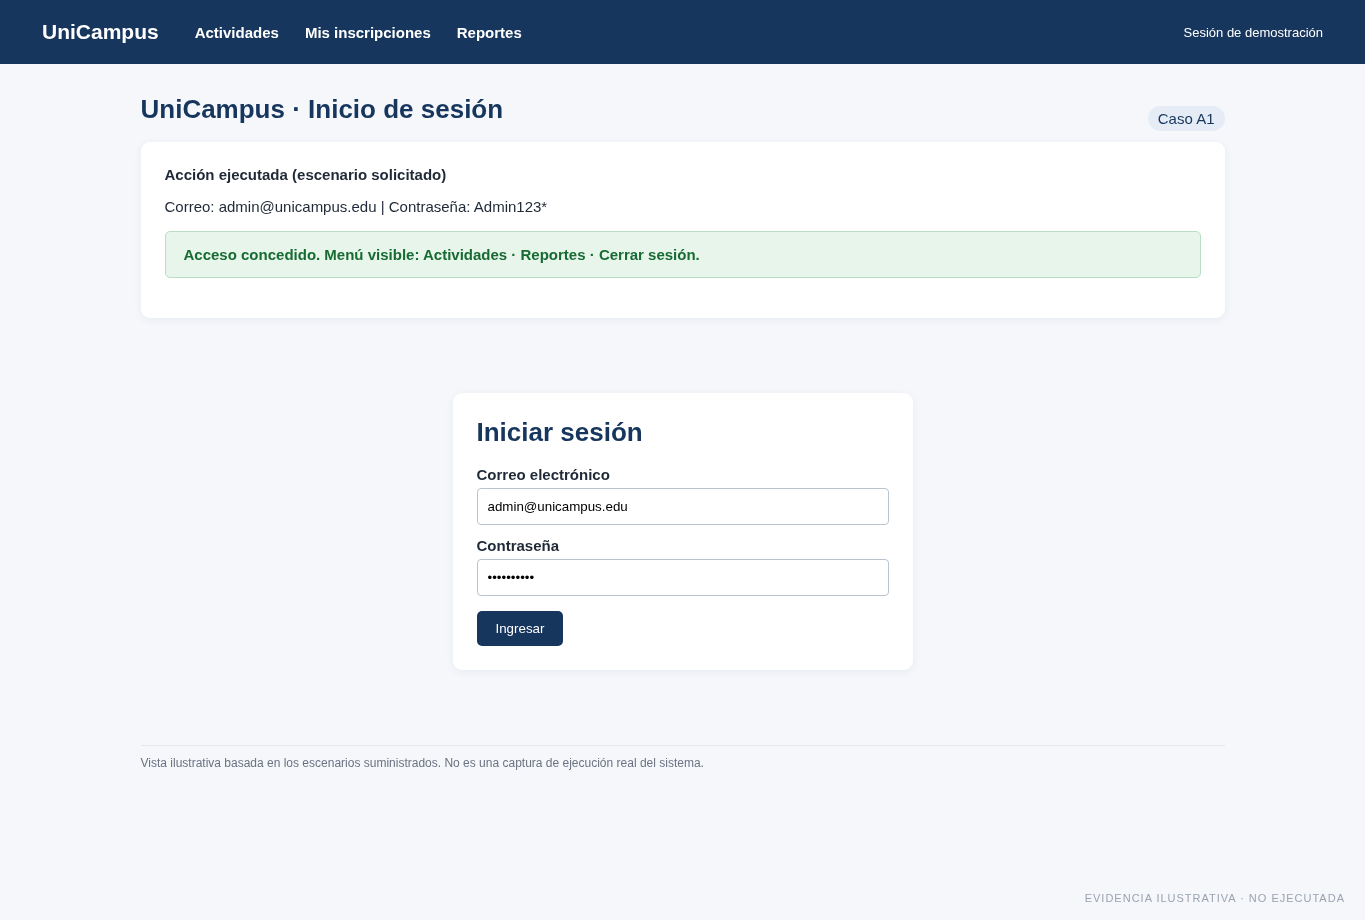 UniCampus Actividades Mis inscripciones Reportes Sesión de demostración
UniCampus · Inicio de sesión
Caso A1
Acción ejecutada (escenario solicitado)
Correo: admin@unicampus.edu | Contraseña: Admin123*
Acceso concedido. Menú visible: Actividades · Reportes · Cerrar sesión.
Iniciar sesión
Correo electrónico
admin@unicampus.edu
Contraseña
••••••••••
Ingresar
Vista ilustrativa basada en los escenarios suministrados. No es una captura de ejecución real del sistema.
EVIDENCIA ILUSTRATIVA · NO EJECUTADA